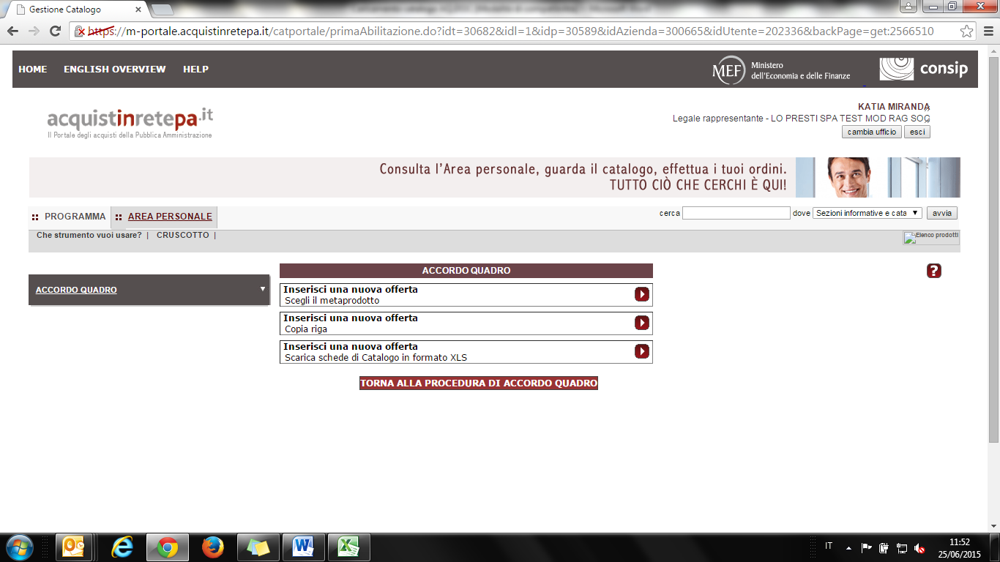 Gestione Catalogo
https://m-portale.acquistinretepa.it/catportale/primaAbilitazione.do?idt=30682&idl=1&idp=30589&idAzienda=300665&idUtente=202336&backPage=get:2566510
HOME ENGLISH OVERVIEW HELP
MEF Ministero
dell'Economia e delle Finanze
consip
acquistinretepa.it
Il Portale degli acquisti della Pubblica Amministrazione
KATIA MIRANDA
Legale rappresentante - LO PRESTI SPA TEST MOD RAG SOC
cambia ufficio esci
Consulta l'Area personale, guarda il catalogo, effettua i tuoi ordini.
TUTTO CIÒ CHE CERCHI È QUI!
PROGRAMMA AREA PERSONALE
cerca dove Sezioni informative e cata avvia
Che strumento vuoi usare? | CRUSCOTTO |
Elenco prodotti
ACCORDO QUADRO
ACCORDO QUADRO
?
Inserisci una nuova offerta
Scegli il metaprodotto
Inserisci una nuova offerta
Copia riga
Inserisci una nuova offerta
Scarica schede di Catalogo in formato XLS
TORNA ALLA PROCEDURA DI ACCORDO QUADRO
IT
11:52
25/06/2015